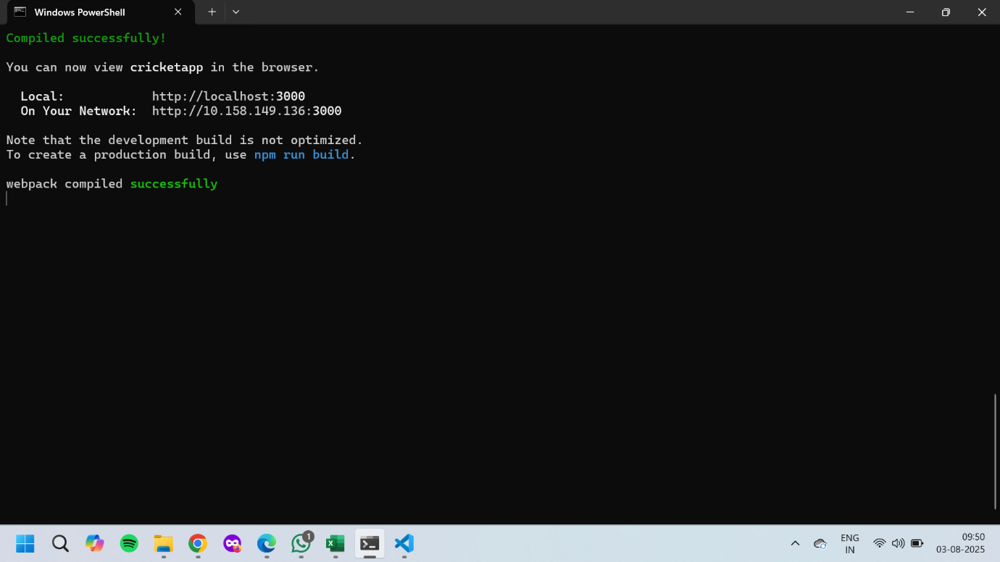 Windows PowerShell
Compiled successfully!
You can now view cricketapp in the browser.
Local: http://localhost:3000
On Your Network: http://10.158.149.136:3000
Note that the development build is not optimized.
To create a production build, use npm run build.
webpack compiled successfully
1
ENG
IN
09:50
03-08-2025